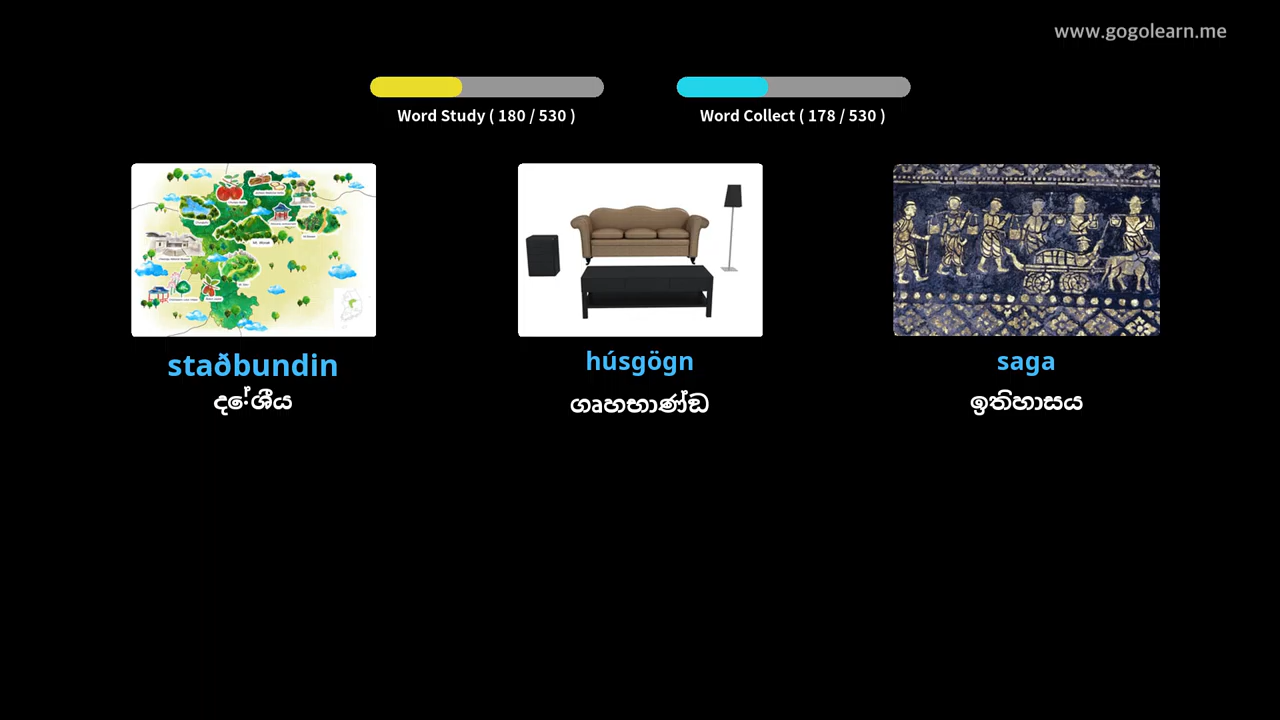 www.gogolearn.me
Word Study ( 180 / 530 )
Word Collect ( 178 / 530 )
staðbundin
දේශීය
húsgögn
ගෘහභාණ්ඩ
saga
ඉතිහාසය